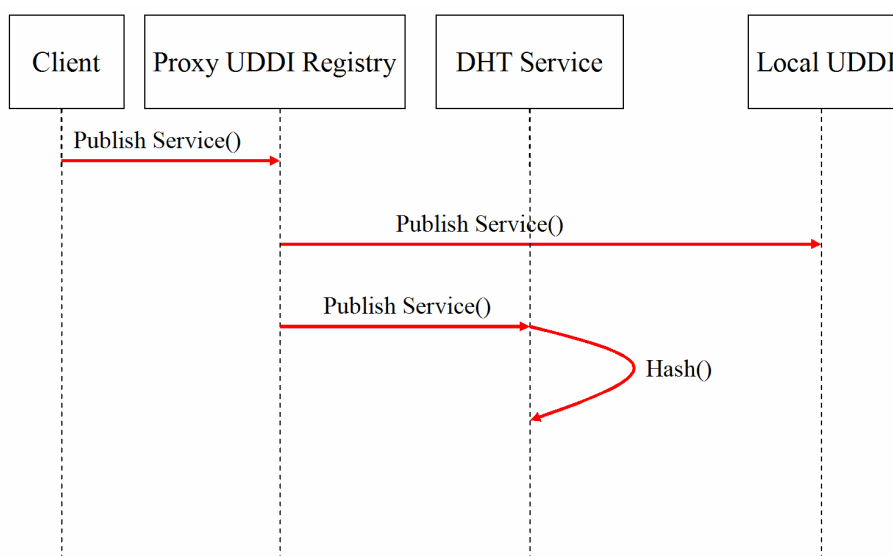 Client
Proxy UDDI Registry
DHT Service
Local UDDI
Publish Service()
Publish Service()
Publish Service()
Hash()